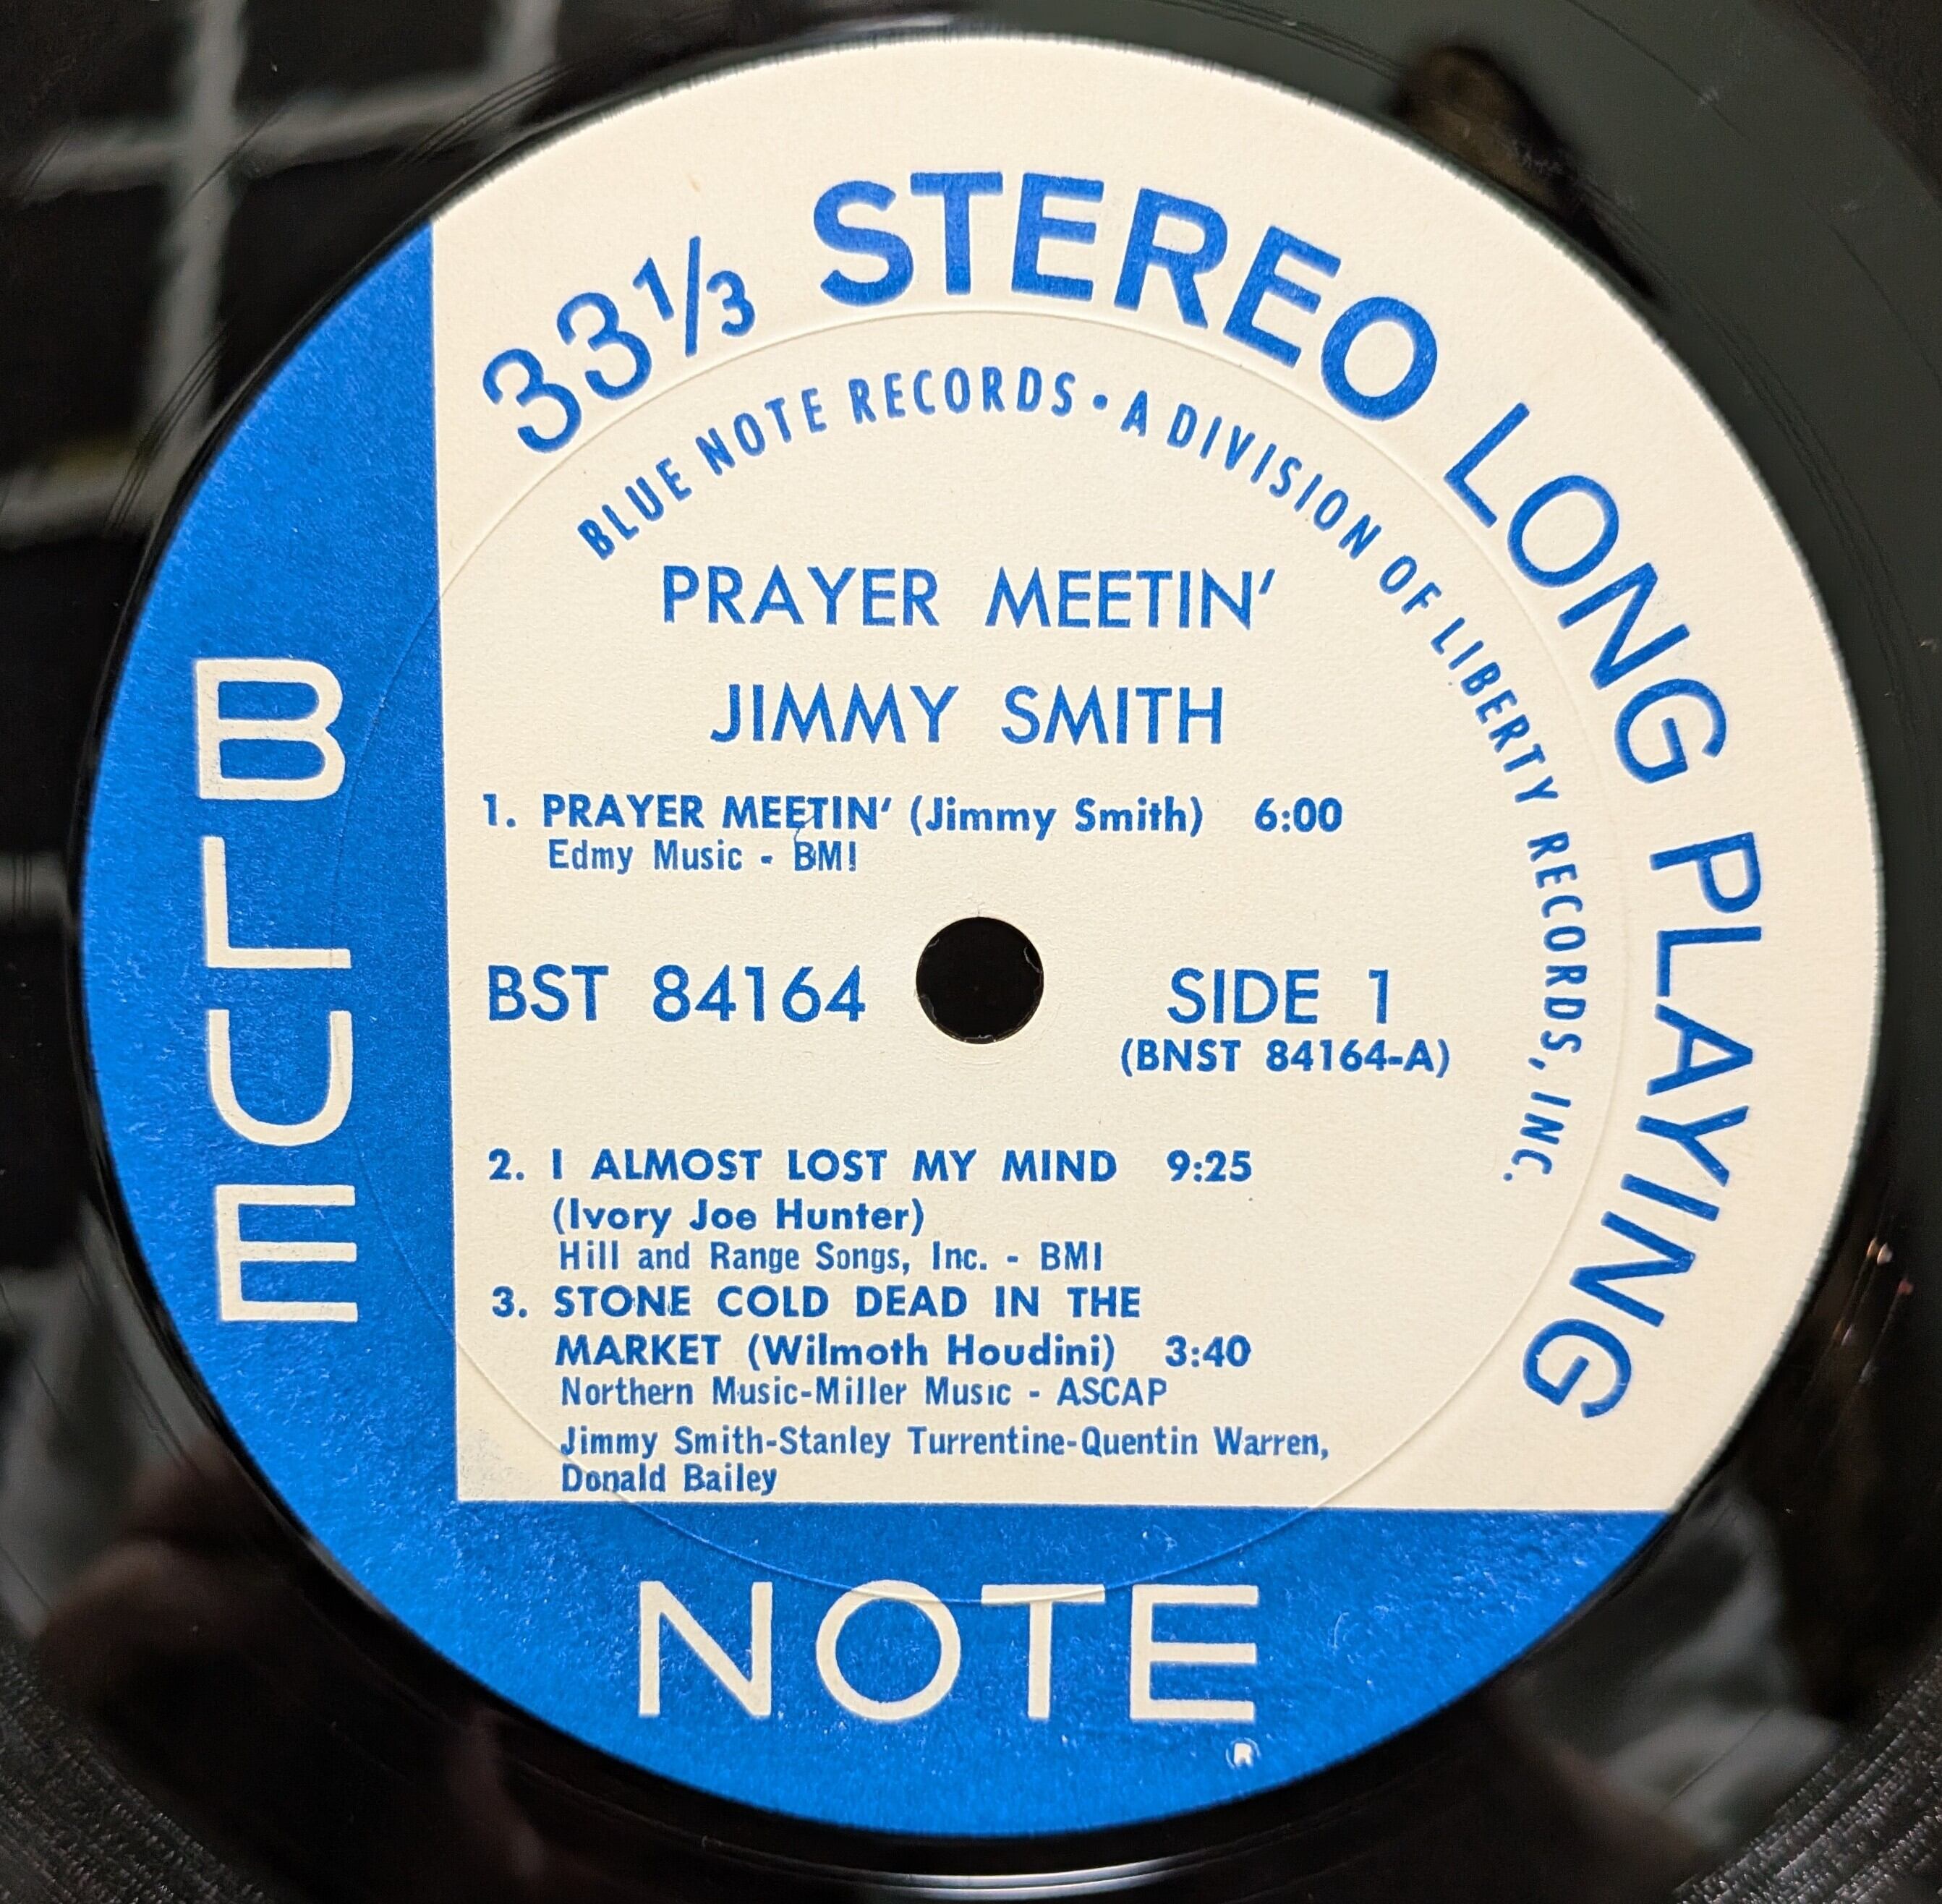 33⅓ STEREO LONG PLAYING
BLUE NOTE RECORDS • A DIVISION OF LIBERTY RECORDS, INC.
PRAYER MEETIN'
JIMMY SMITH
1. PRAYER MEETIN' (Jimmy Smith) 6:00
Edmy Music - BMI
BST 84164
SIDE 1
(BNST 84164-A)
2. I ALMOST LOST MY MIND 9:25
(Ivory Joe Hunter)
Hill and Range Songs, Inc. - BMI
3. STONE COLD DEAD IN THE
MARKET (Wilmoth Houdini) 3:40
Northern Music-Miller Music - ASCAP
Jimmy Smith-Stanley Turrentine-Quentin Warren,
Donald Bailey
BLUE
NOTE
®